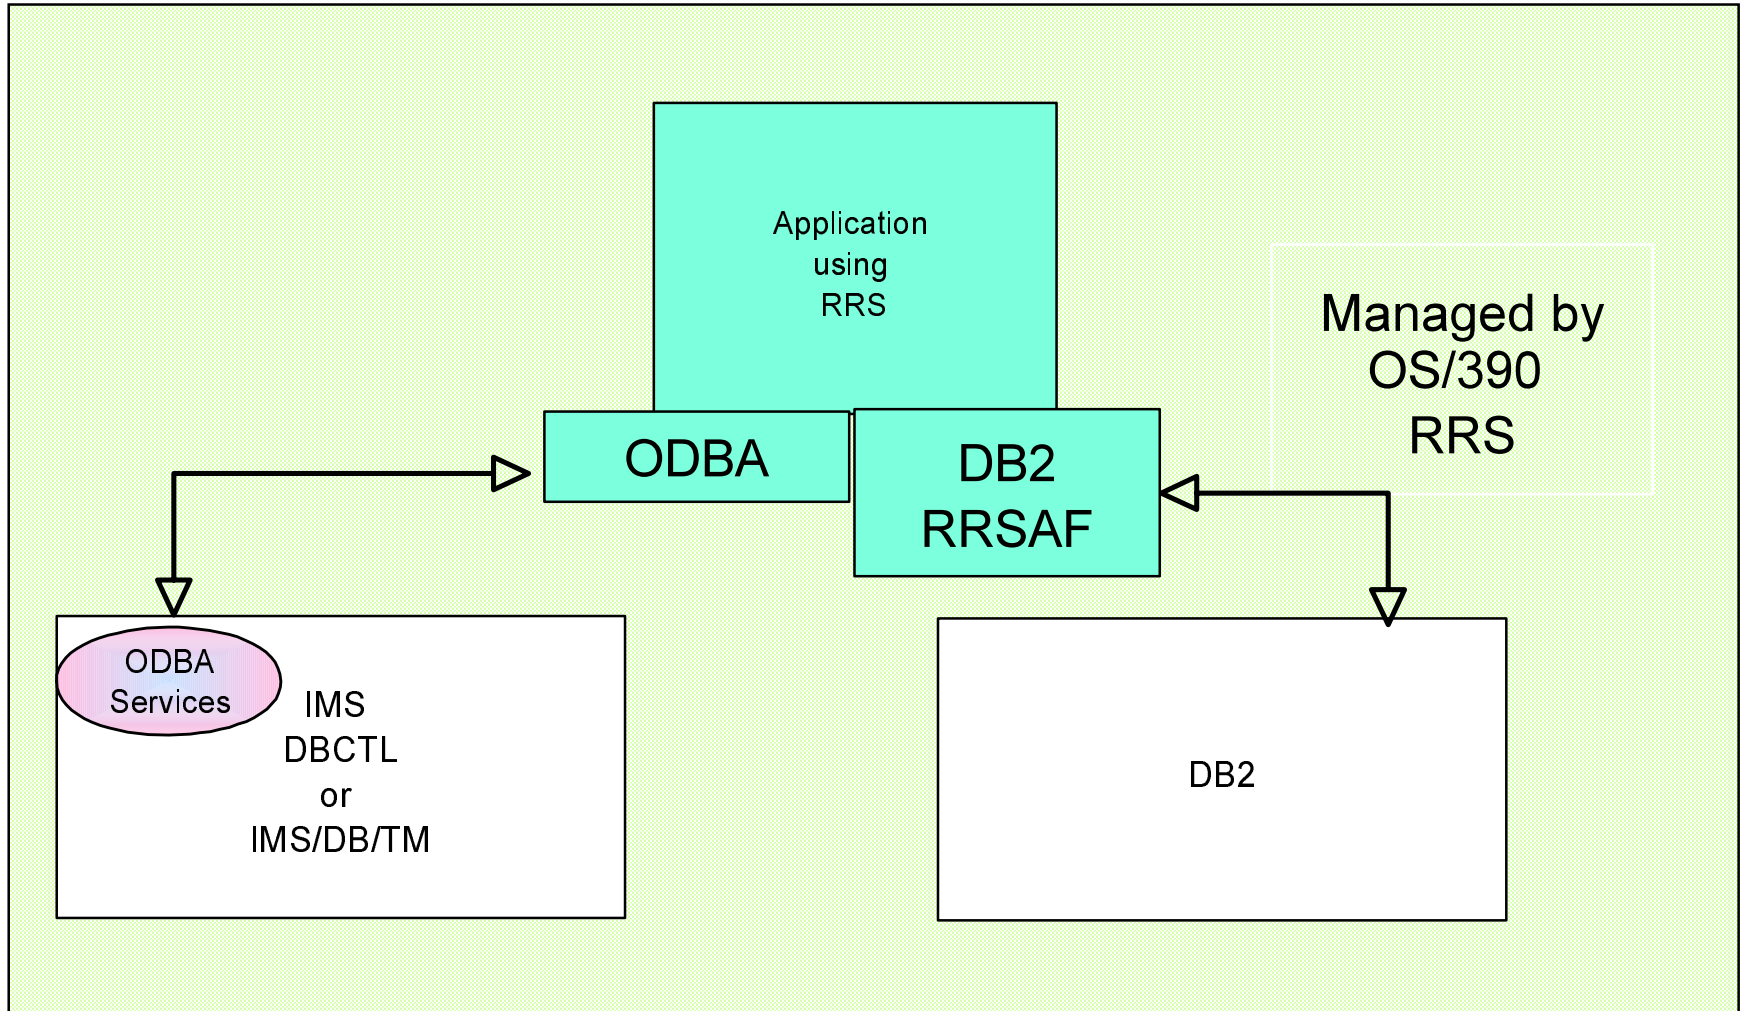 Application
using
RRS
Managed by
OS/390
RRS
ODBA
DB2
RRSAF
ODBA
Services
IMS
DBCTL
or
IMS/DB/TM
DB2